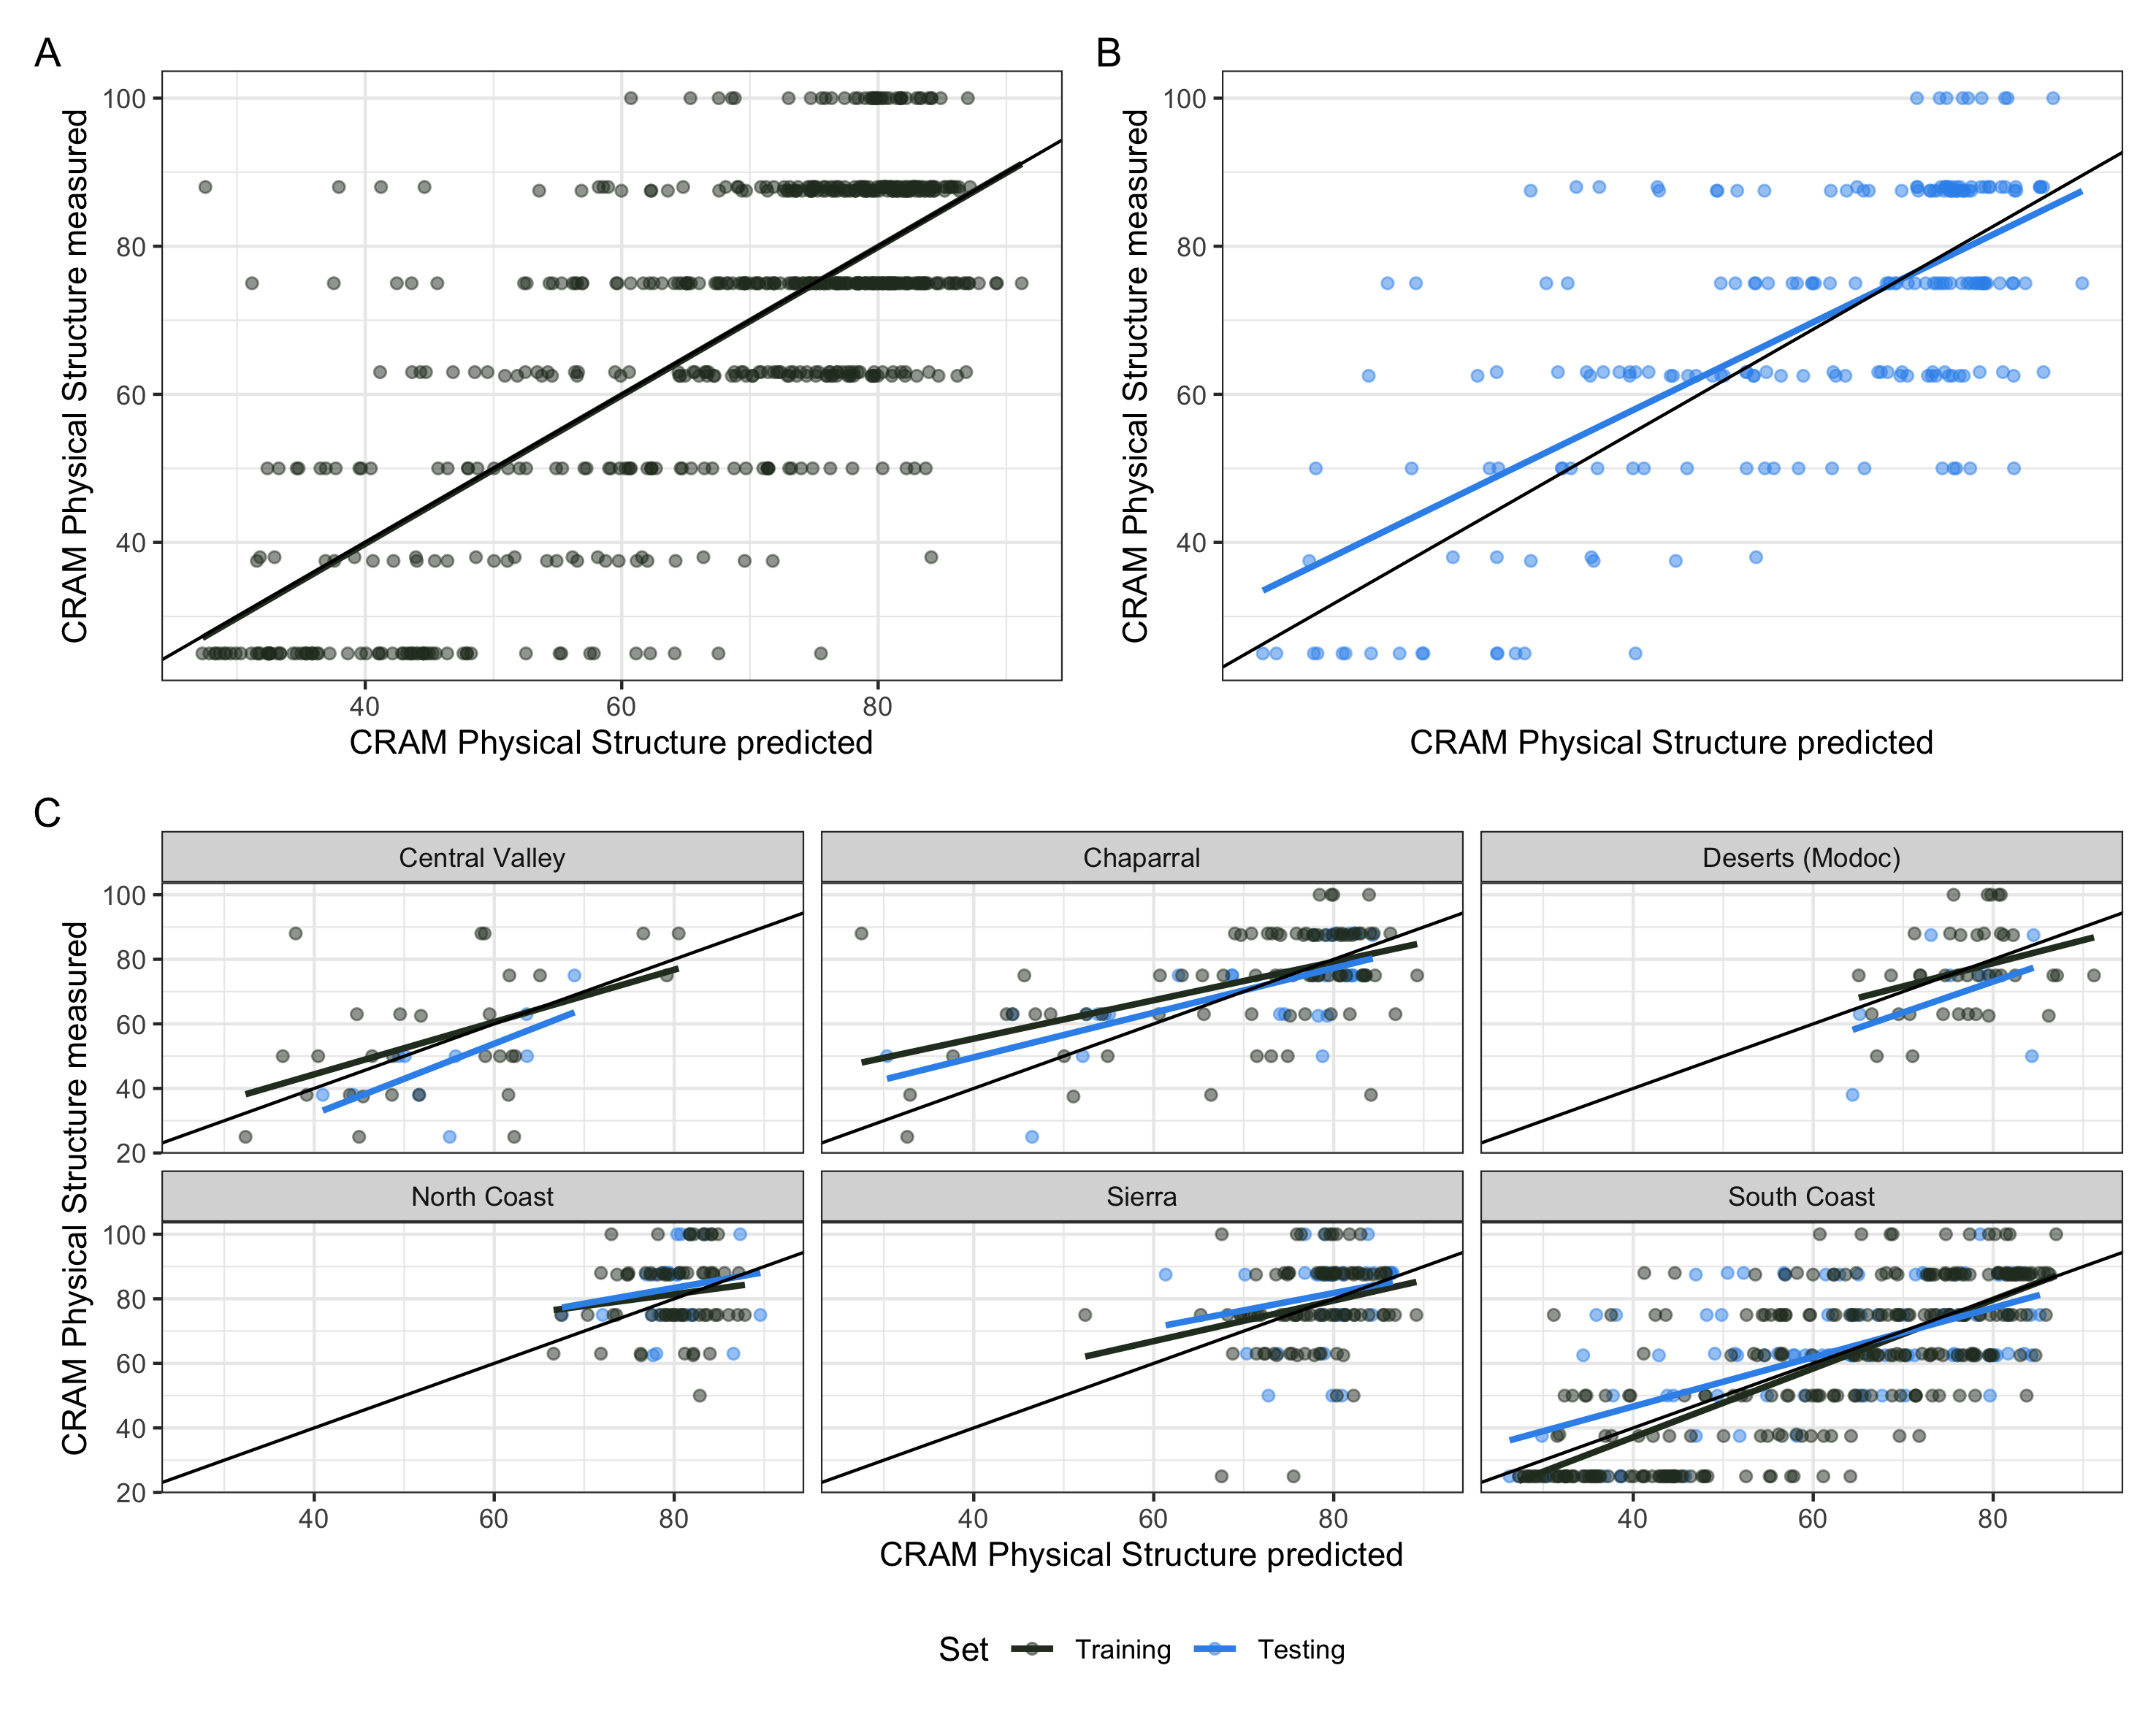 A
B
CRAM Physical Structure measured
100
80
60
40
40 60 80
CRAM Physical Structure predicted
CRAM Physical Structure measured
100
80
60
40
CRAM Physical Structure predicted
C
Central Valley
Chaparral
Deserts (Modoc)
CRAM Physical Structure measured
100
80
60
40
20
North Coast
Sierra
South Coast
100
80
60
40
20
40 60 80
40 60 80
40 60 80
CRAM Physical Structure predicted
Set Training Testing